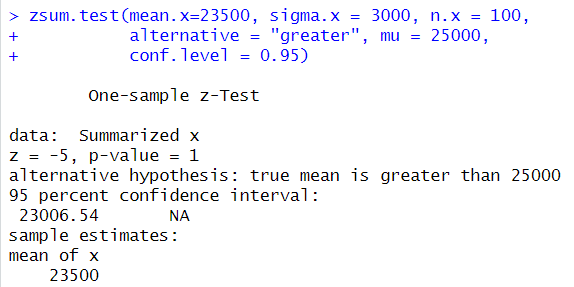 > zsum.test(mean.x=23500, sigma.x = 3000, n.x = 100,
+ alternative = "greater", mu = 25000,
+ conf.level = 0.95)
One-sample z-Test
data: Summarized x
z = -5, p-value = 1
alternative hypothesis: true mean is greater than 25000
95 percent confidence interval:
23006.54 NA
sample estimates:
mean of x
23500